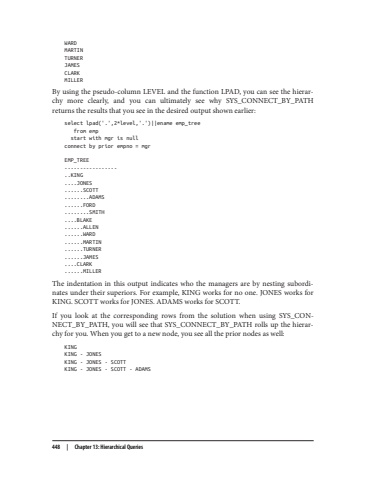 WARD
MARTIN
TURNER
JAMES
CLARK
MILLER
By using the pseudo-column LEVEL and the function LPAD, you can see the hierar-
chy more clearly, and you can ultimately see why SYS_CONNECT_BY_PATH
returns the results that you see in the desired output shown earlier:
select lpad('.',2*level,'.')||ename emp_tree
from emp
start with mgr is null
connect by prior empno = mgr
EMP_TREE
-----------------
..KING
....JONES
......SCOTT
........ADAMS
......FORD
........SMITH
....BLAKE
......ALLEN
......WARD
......MARTIN
......TURNER
......JAMES
....CLARK
......MILLER
The indentation in this output indicates who the managers are by nesting subordi-
nates under their superiors. For example, KING works for no one. JONES works for
KING. SCOTT works for JONES. ADAMS works for SCOTT.
If you look at the corresponding rows from the solution when using SYS_CON-
NECT_BY_PATH, you will see that SYS_CONNECT_BY_PATH rolls up the hierar-
chy for you. When you get to a new node, you see all the prior nodes as well:
KING
KING - JONES
KING - JONES - SCOTT
KING - JONES - SCOTT - ADAMS
448 | Chapter 13: Hierarchical Queries